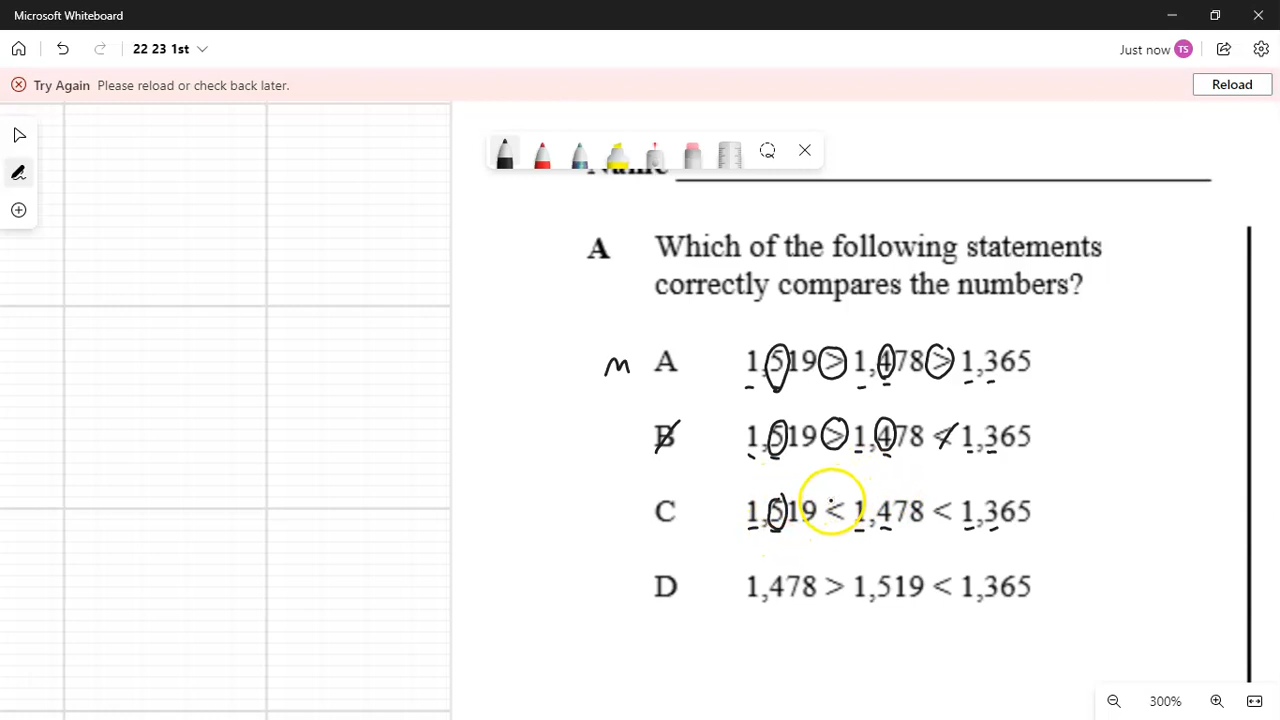 Microsoft Whiteboard
22 23 1st
Just now TS
Try Again Please reload or check back later.
Reload
Name
A Which of the following statements
correctly compares the numbers?
M A 1,519 > 1,478 > 1,365
B 1,519 > 1,478 < 1,365
C 1,519 < 1,478 < 1,365
D 1,478 > 1,519 < 1,365
300%